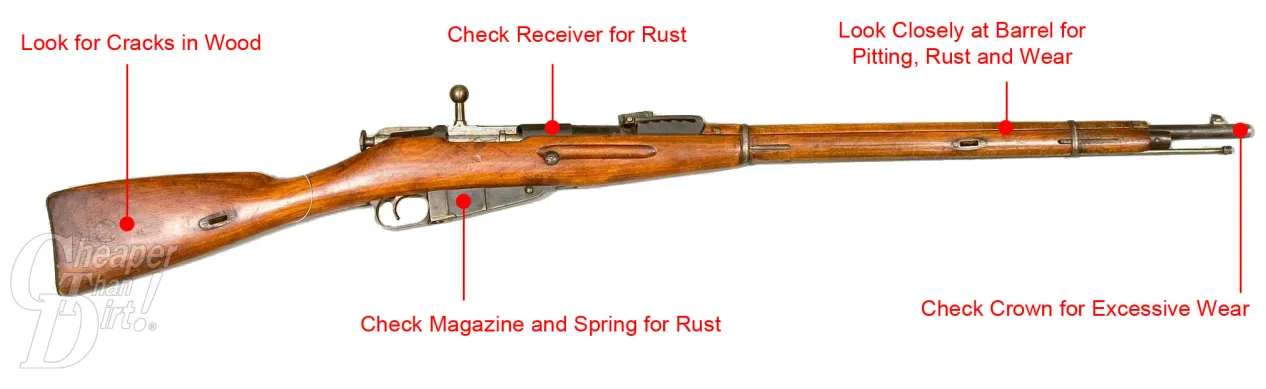 Look for Cracks in Wood
Check Receiver for Rust
Look Closely at Barrel for
Pitting, Rust and Wear
Check Magazine and Spring for Rust
Check Crown for Excessive Wear
Cheaper
Than
Dirt!®